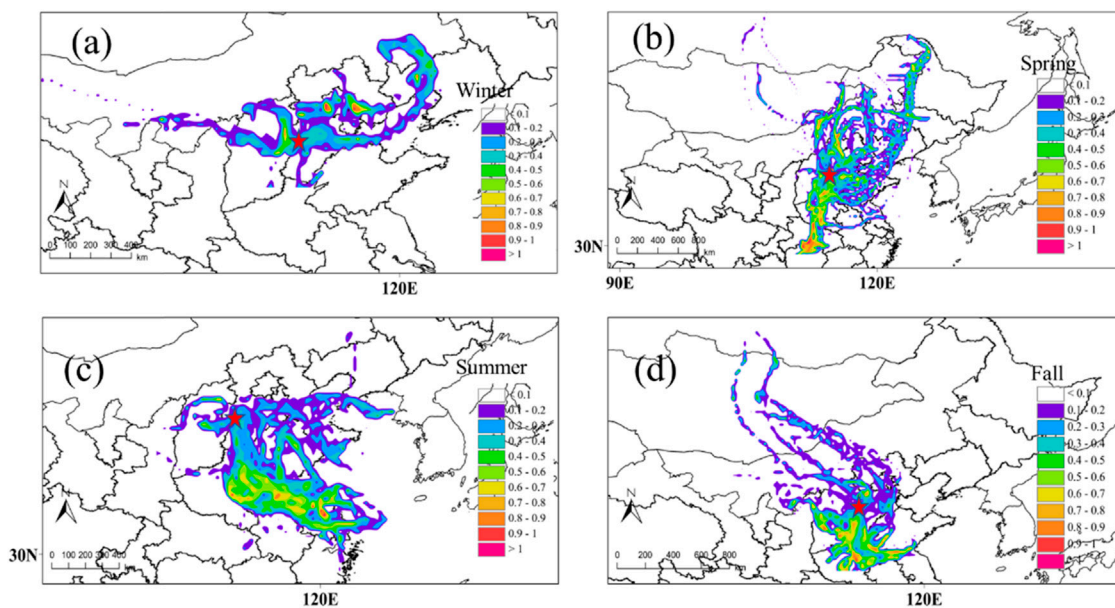 (a)
Winter
< 0.1
0.1 - 0.2
0.2 - 0.3
0.3 - 0.4
0.4 - 0.5
0.5 - 0.6
0.6 - 0.7
0.7 - 0.8
0.8 - 0.9
0.9 - 1
> 1
N
0 100 200 300 400
km
120E
(b)
Spring
< 0.1
0.1 - 0.2
0.2 - 0.3
0.3 - 0.4
0.4 - 0.5
0.5 - 0.6
0.6 - 0.7
0.7 - 0.8
0.8 - 0.9
0.9 - 1
> 1
N
0 200 400 600 800
km
30N
90E
120E
(c)
Summer
< 0.1
0.1 - 0.2
0.2 - 0.3
0.3 - 0.4
0.4 - 0.5
0.5 - 0.6
0.6 - 0.7
0.7 - 0.8
0.8 - 0.9
0.9 - 1
> 1
N
0 100 200 300 400
30N
120E
(d)
Fall
< 0.1
0.1 - 0.2
0.2 - 0.3
0.3 - 0.4
0.4 - 0.5
0.5 - 0.6
0.6 - 0.7
0.7 - 0.8
0.8 - 0.9
0.9 - 1
> 1
N
0 200 400 600 800
120E